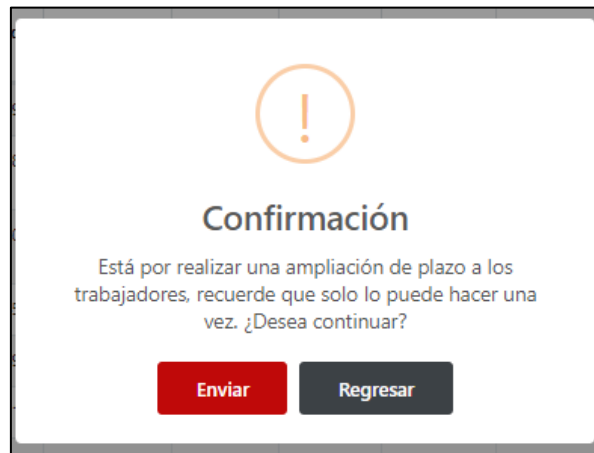 Confirmación
Está por realizar una ampliación de plazo a los
trabajadores, recuerde que solo lo puede hacer una
vez. ¿Desea continuar?
Enviar
Regresar